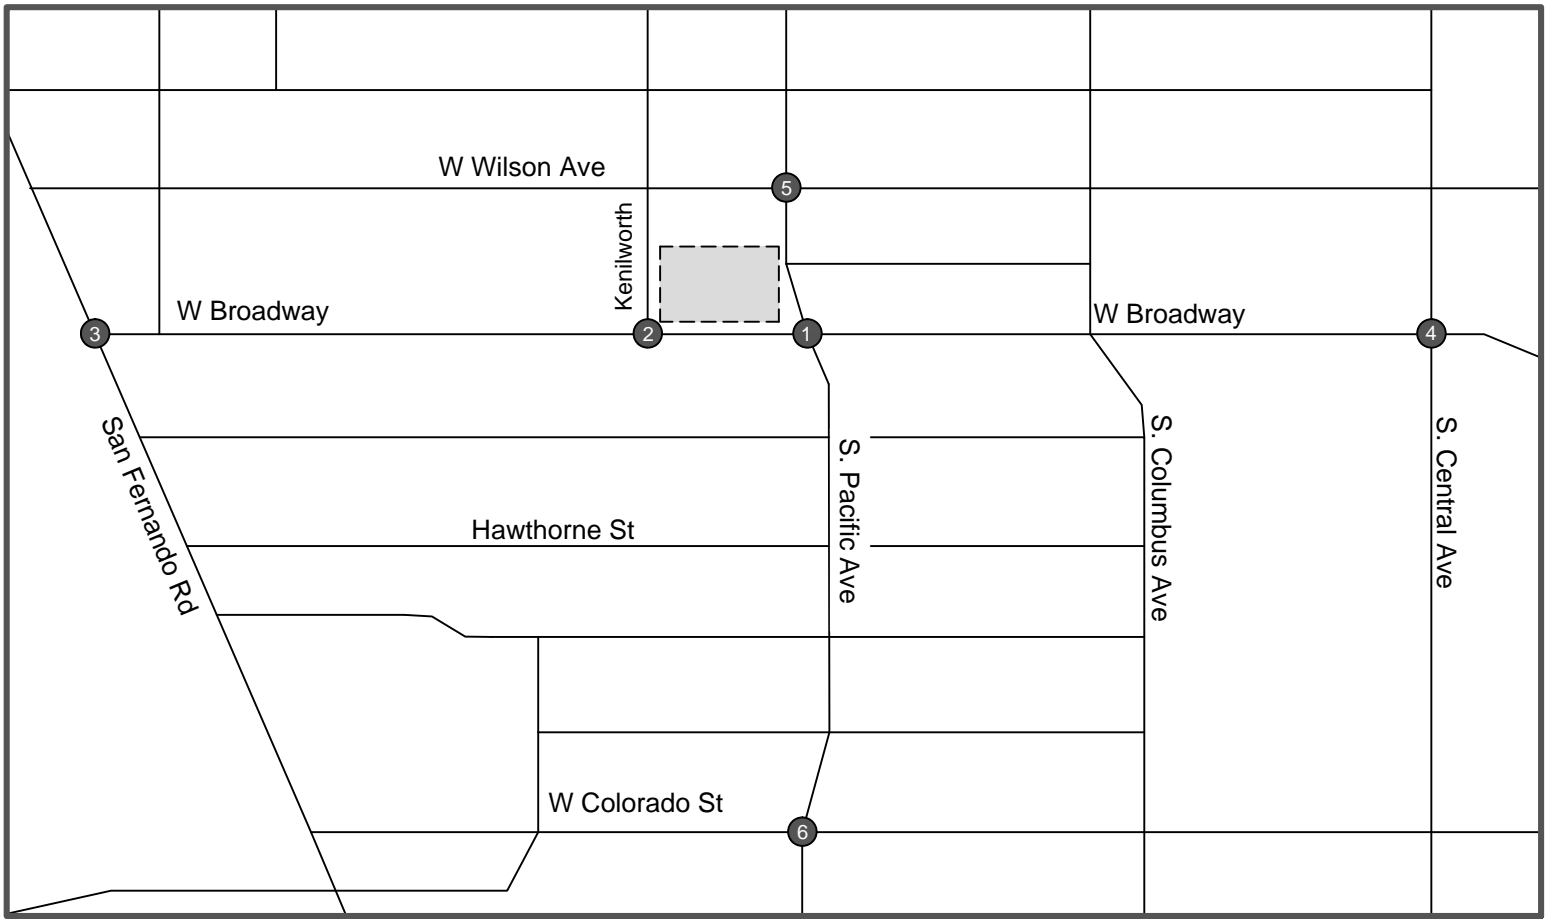 W Wilson Ave
5
Kenilworth
W Broadway
W Broadway
3
2
1
4
San Fernando Rd
S. Pacific Ave
S. Columbus Ave
S. Central Ave
Hawthorne St
W Colorado St
6